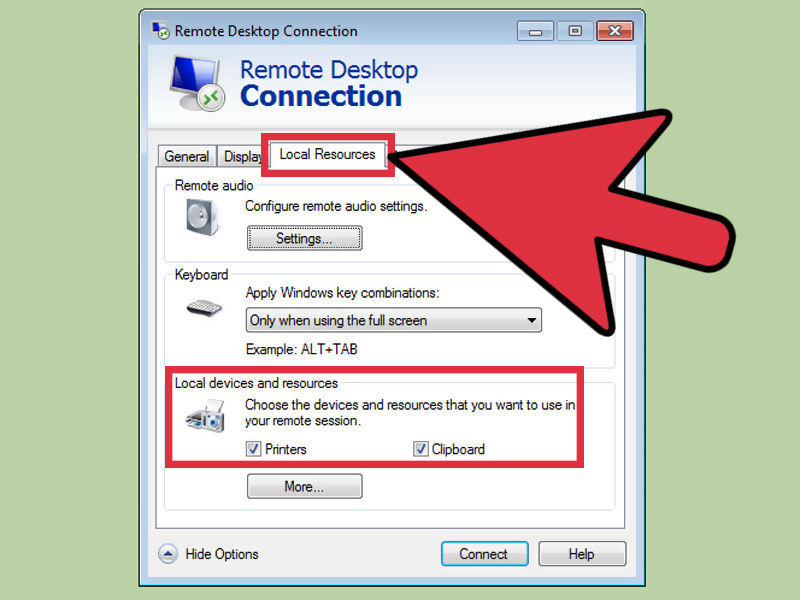 Remote Desktop Connection
Remote Desktop
Connection
General
Display
Local Resources
Remote audio
Configure remote audio settings.
Settings...
Keyboard
Apply Windows key combinations:
Only when using the full screen
Example: ALT+TAB
Local devices and resources
Choose the devices and resources that you want to use in
your remote session.
Printers
Clipboard
More...
Hide Options
Connect
Help